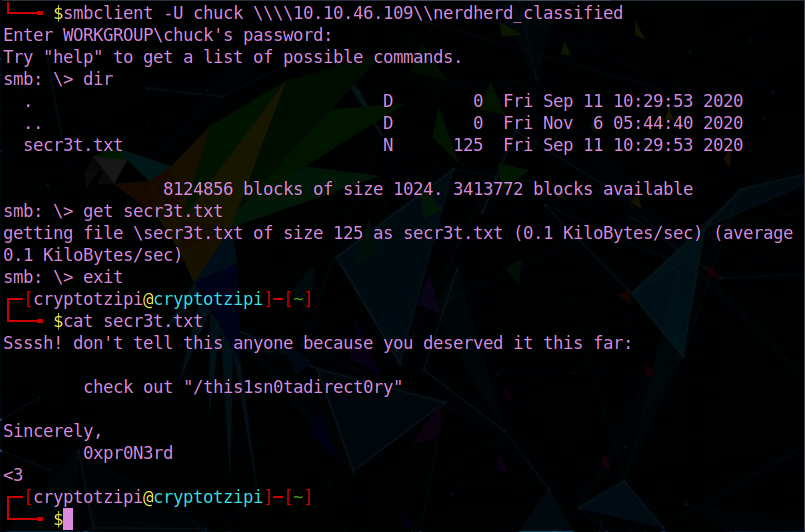 $smbclient -U chuck \\\\10.10.46.109\\nerdherd_classified
Enter WORKGROUP\chuck's password:
Try "help" to get a list of possible commands.
smb: \> dir
  .                                   D        0  Fri Sep 11 10:29:53 2020
  ..                                  D        0  Fri Nov  6 05:44:40 2020
  secr3t.txt                          N      125  Fri Sep 11 10:29:53 2020

                8124856 blocks of size 1024. 3413772 blocks available
smb: \> get secr3t.txt
getting file \secr3t.txt of size 125 as secr3t.txt (0.1 KiloBytes/sec) (average
0.1 KiloBytes/sec)
smb: \> exit
[cryptotzipi@cryptotzipi]─[~]
$cat secr3t.txt
Ssssh! don't tell this anyone because you deserved it this far:

        check out "/this1sn0tadirect0ry"

Sincerely,
        0xpr0N3rd
<3
[cryptotzipi@cryptotzipi]─[~]
$